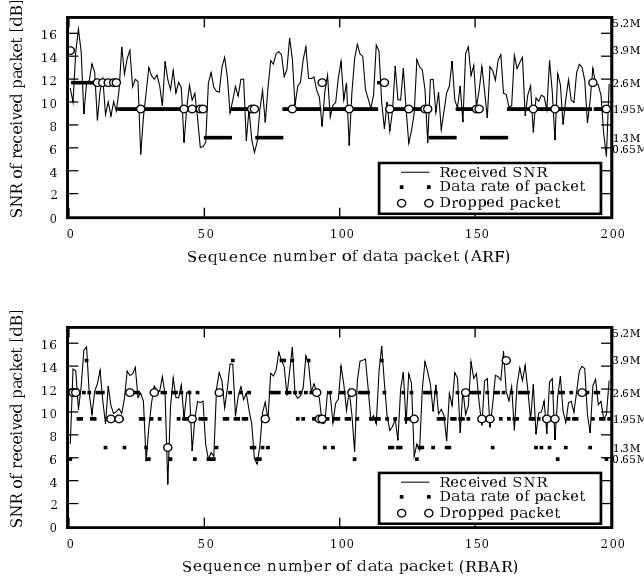 SNR of received packet [dB]
16
14
12
10
8
6
4
2
0
5.2M
3.9M
2.6M
1.95M
1.3M
0.65M
Received SNR
Data rate of packet
Dropped packet
0 50 100 150 200
Sequence number of data packet (ARF)
SNR of received packet [dB]
16
14
12
10
8
6
4
2
0
5.2M
3.9M
2.6M
1.95M
1.3M
0.65M
Received SNR
Data rate of packet
Dropped packet
0 50 100 150 200
Sequence number of data packet (RBAR)